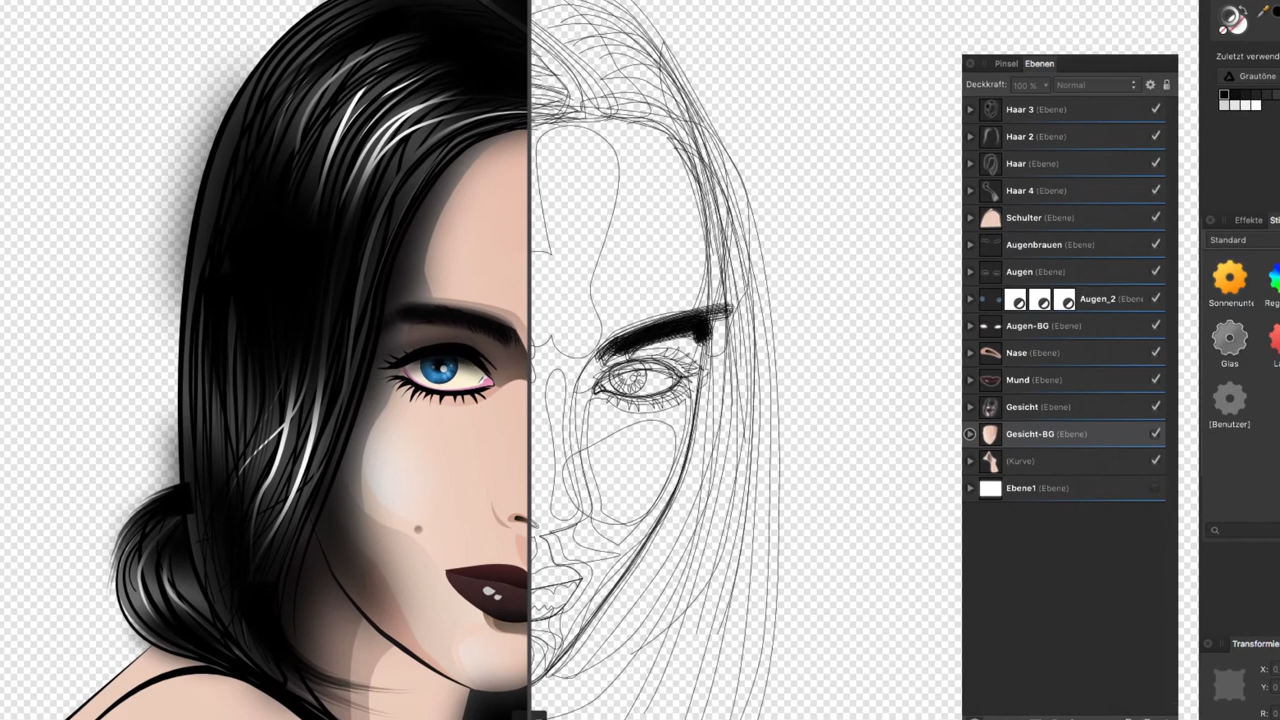 Pinsel Ebenen
Deckkraft: 100 % Normal
Haar 3 (Ebene)
Haar 2 (Ebene)
Haar (Ebene)
Haar 4 (Ebene)
Schulter (Ebene)
Augenbrauen (Ebene)
Augen (Ebene)
Augen_2 (Ebene
Augen-BG (Ebene)
Nase (Ebene)
Mund (Ebene)
Gesicht (Ebene)
Gesicht-BG (Ebene)
(Kurve)
Ebene1 (Ebene)
Zuletzt verwend
Grautöne
Effekte Sti
Standard
Sonnenunte Reg
Glas
[Benutzer]
Transformie
X:
Y:
R: